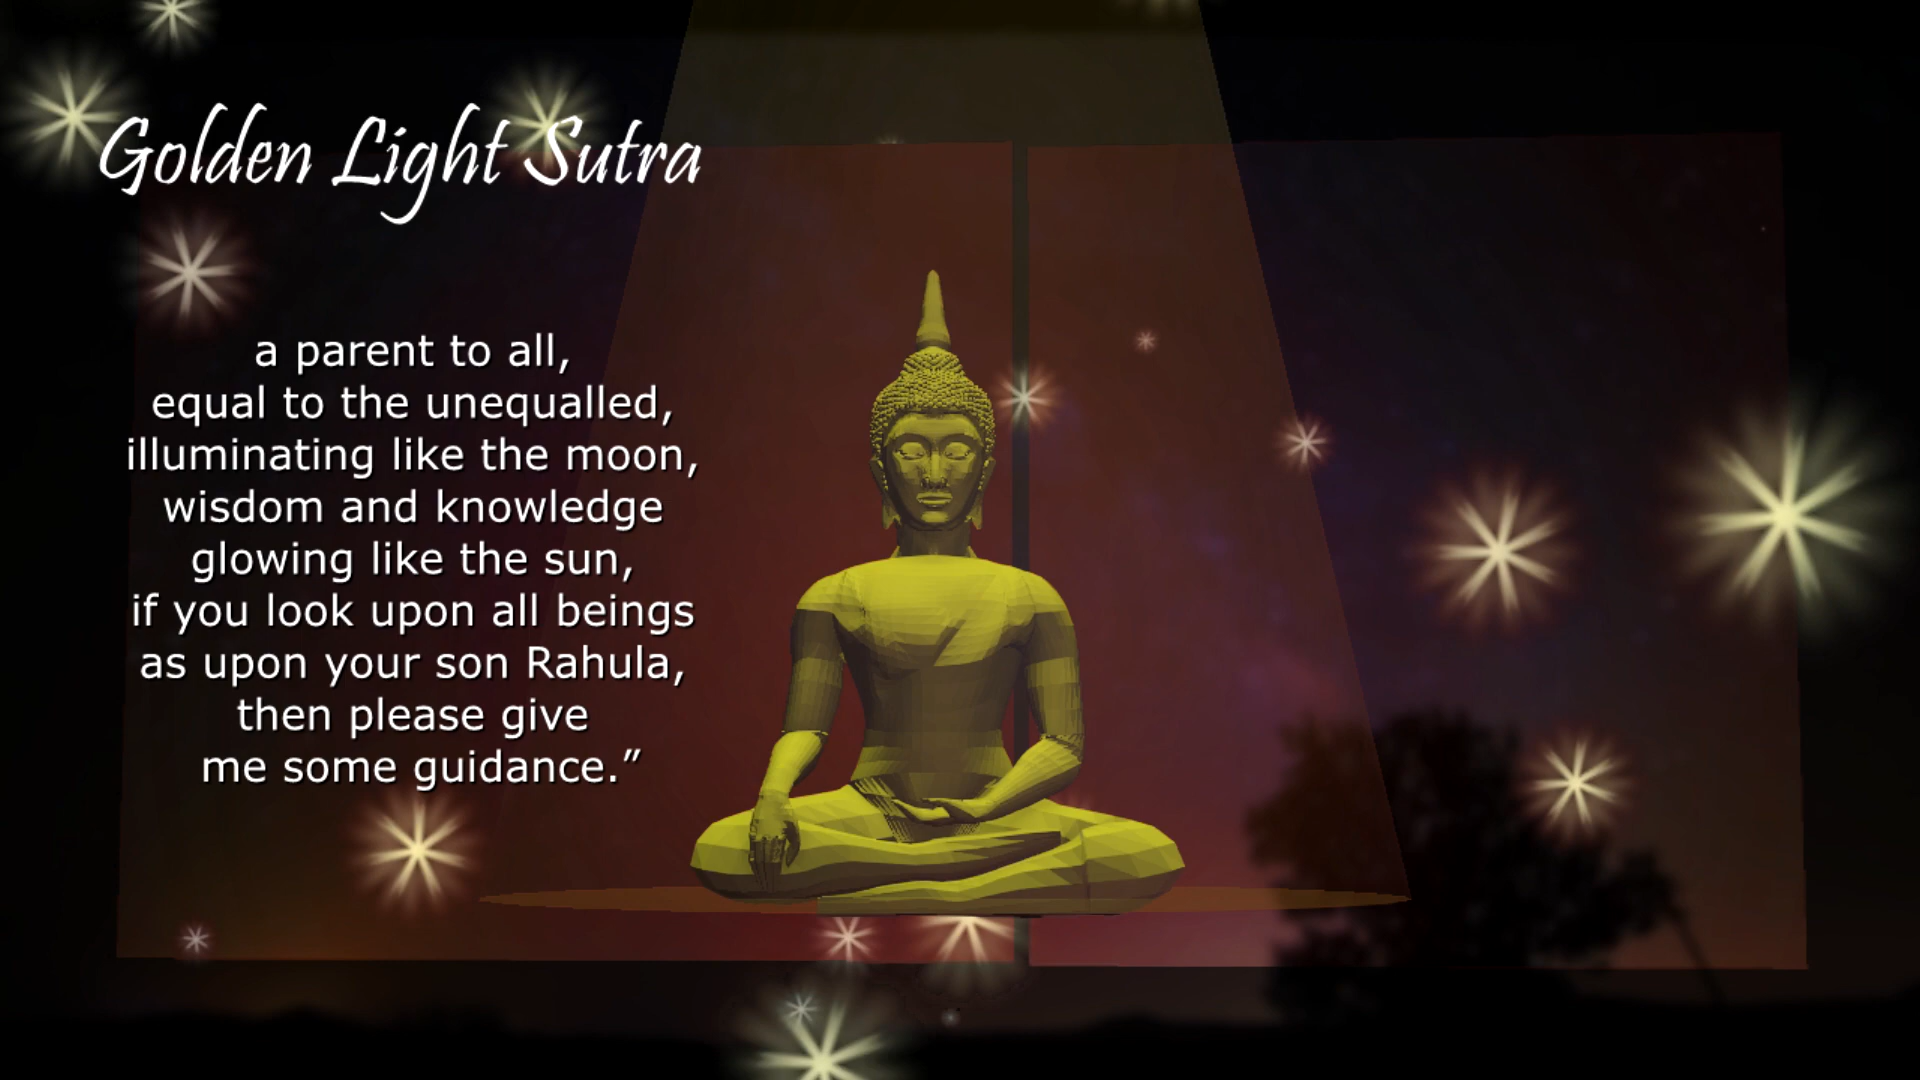 Golden Light Sutra
a parent to all,
equal to the unequalled,
illuminating like the moon,
wisdom and knowledge
glowing like the sun,
if you look upon all beings
as upon your son Rahula,
then please give
me some guidance.”